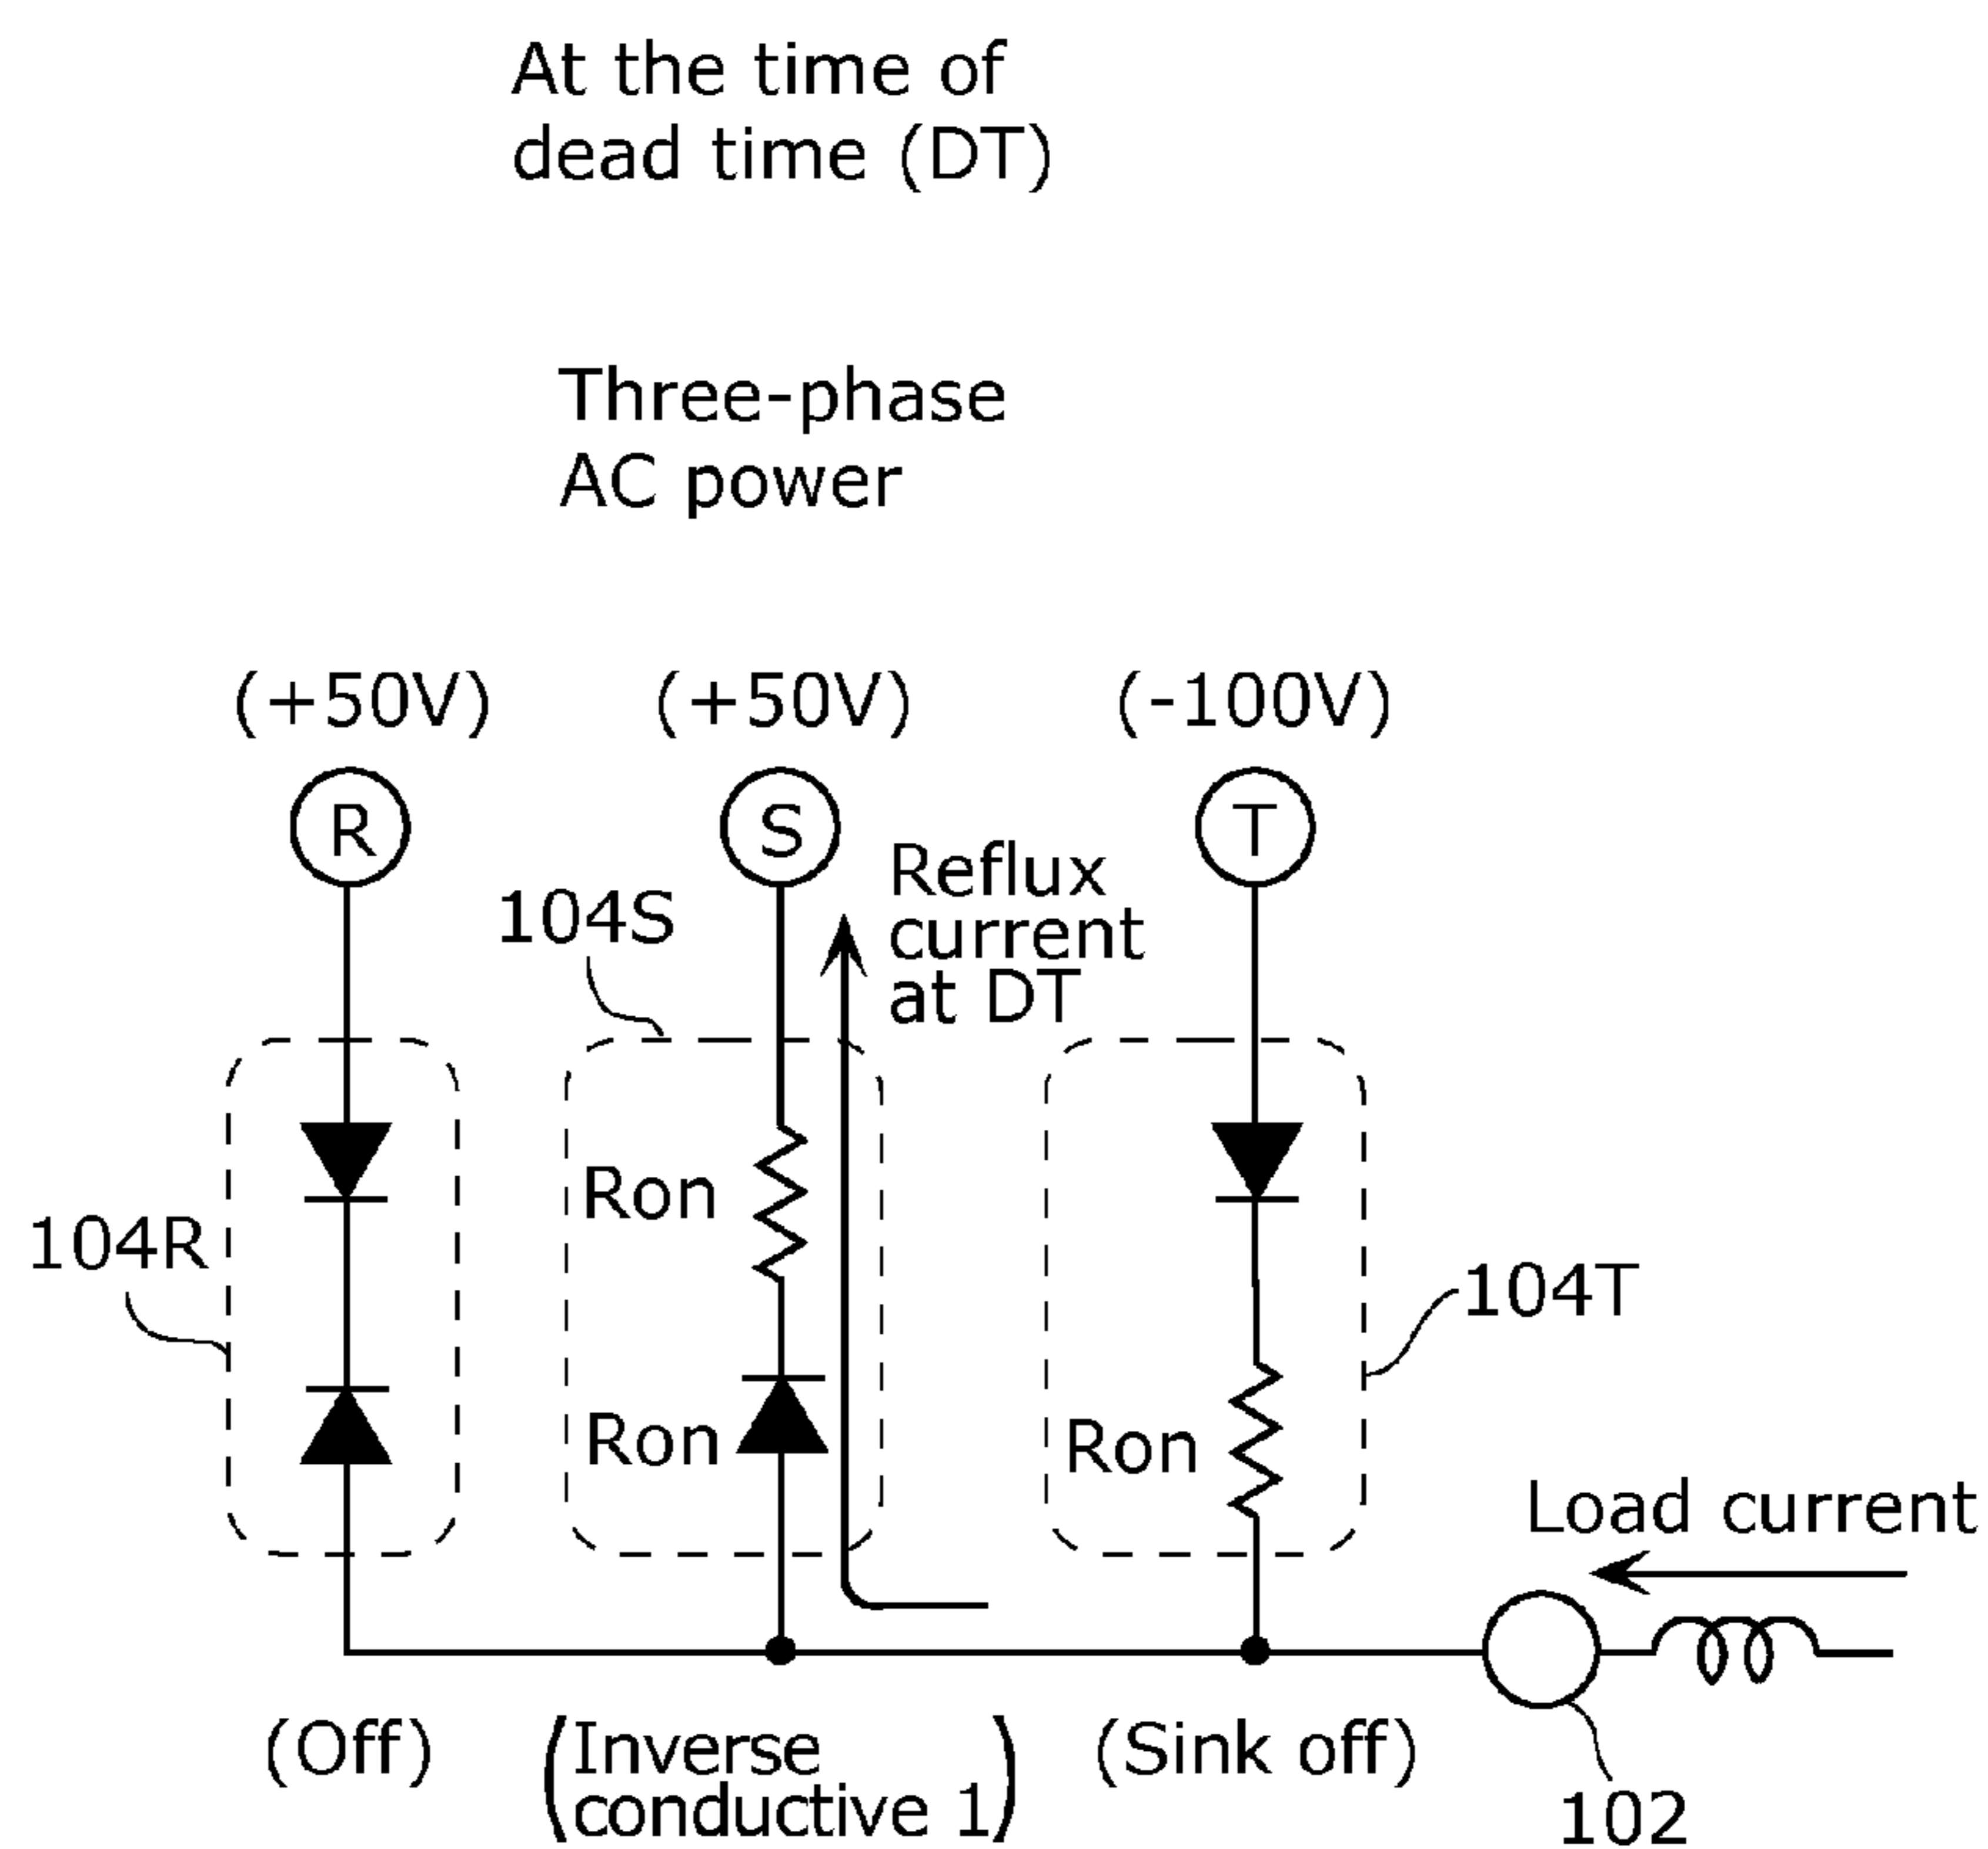 At the time of
dead time (DT)
Three-phase
AC power
(+50V)
(+50V)
(-100V)
R
S
T
Reflux
current
at DT
104S
104R
Ron
Ron
Ron
104T
Load current
(Off)
(Inverse
conductive 1)
(Sink off)
102